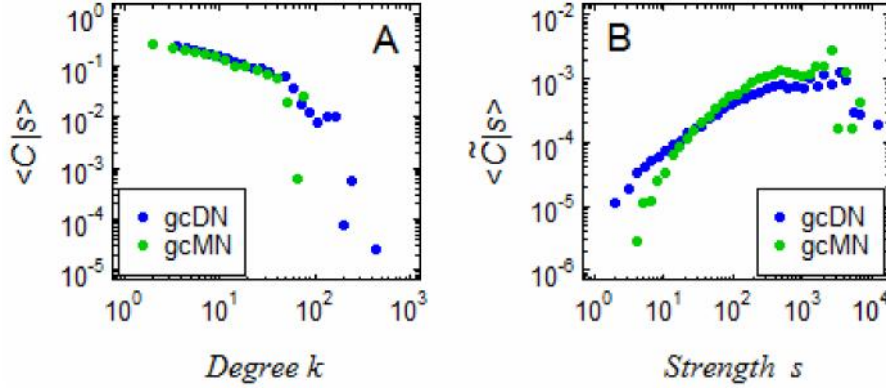 A
<C|s>
10^0
10^-1
10^-2
10^-3
10^-4
10^-5
gcDN
gcMN
10^0 10^1 10^2 10^3
Degree k
B
<C̃|s>
10^-2
10^-3
10^-4
10^-5
10^-6
gcDN
gcMN
10^0 10^1 10^2 10^3 10^4
Strength s